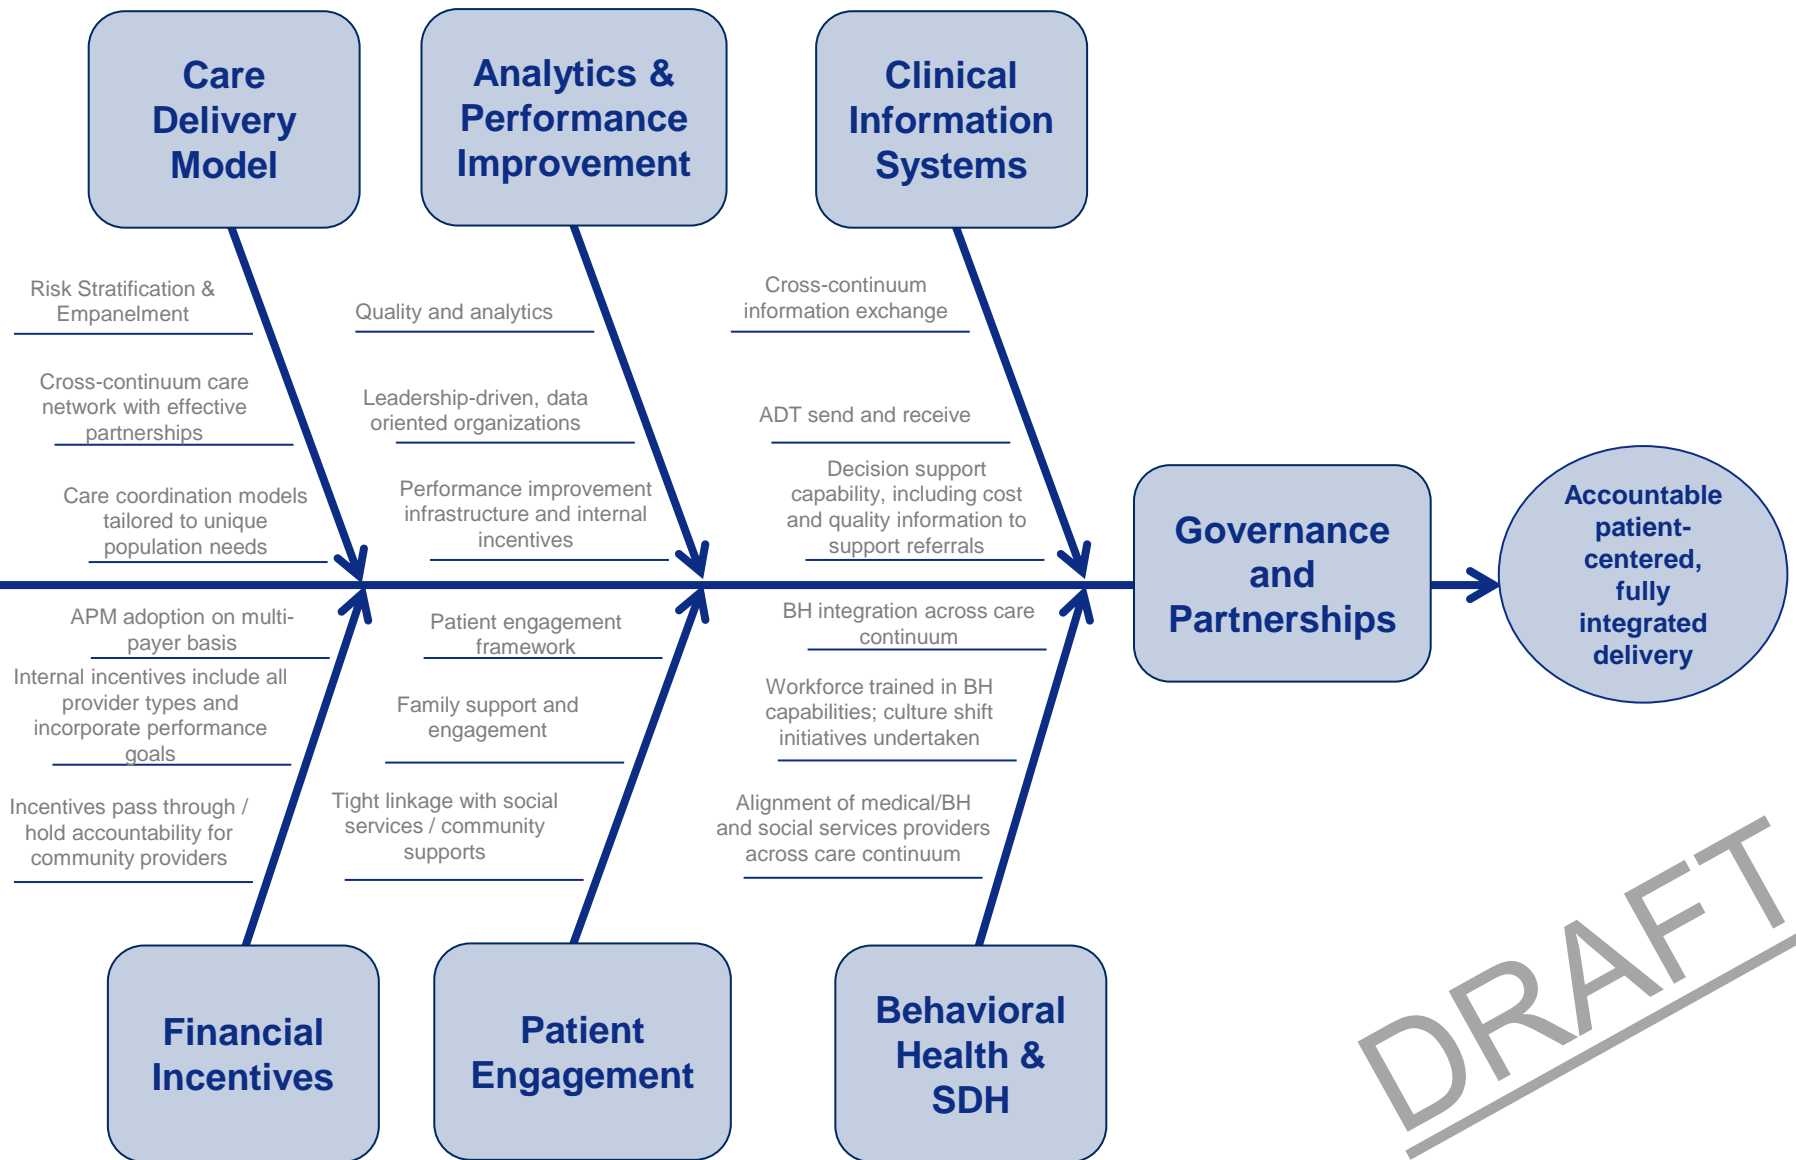 Care
Delivery
Model
Analytics &
Performance
Improvement
Clinical
Information
Systems
Risk Stratification &
Empanelment
Cross-continuum care
network with effective
partnerships
Care coordination models
tailored to unique
population needs
Quality and analytics
Leadership-driven, data
oriented organizations
Performance improvement
infrastructure and internal
incentives
Cross-continuum
information exchange
ADT send and receive
Decision support
capability, including cost
and quality information to
support referrals
Governance
and
Partnerships
Accountable
patient-
centered,
fully
integrated
delivery
APM adoption on multi-
payer basis
Internal incentives include all
provider types and
incorporate performance
goals
Incentives pass through /
hold accountability for
community providers
Patient engagement
framework
Family support and
engagement
Tight linkage with social
services / community
supports
BH integration across care
continuum
Workforce trained in BH
capabilities; culture shift
initiatives undertaken
Alignment of medical/BH
and social services providers
across care continuum
Financial
Incentives
Patient
Engagement
Behavioral
Health &
SDH
DRAFT